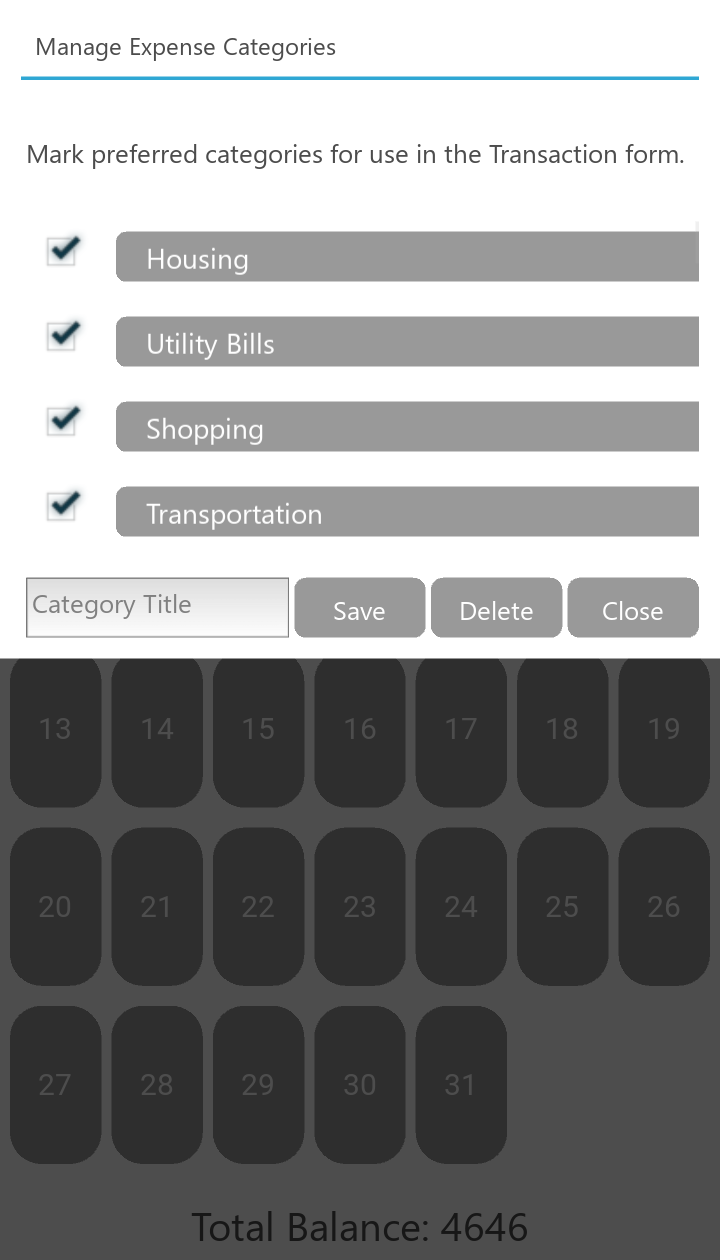 Manage Expense Categories
Mark preferred categories for use in the Transaction form.
Housing
Utility Bills
Shopping
Transportation
Category Title Save Delete Close
13 14 15 16 17 18 19
20 21 22 23 24 25 26
27 28 29 30 31
Total Balance: 4646